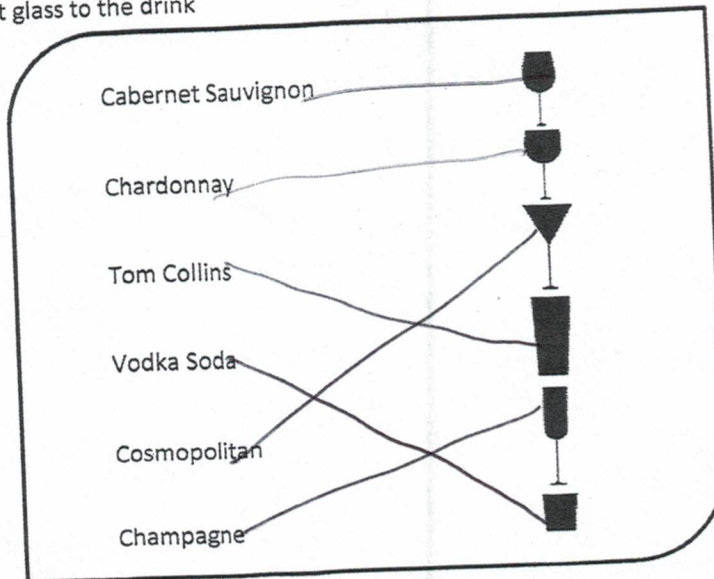 glass to the drink
Cabernet Sauvignon
Chardonnay
Tom Collins
Vodka Soda
Cosmopolitan
Champagne